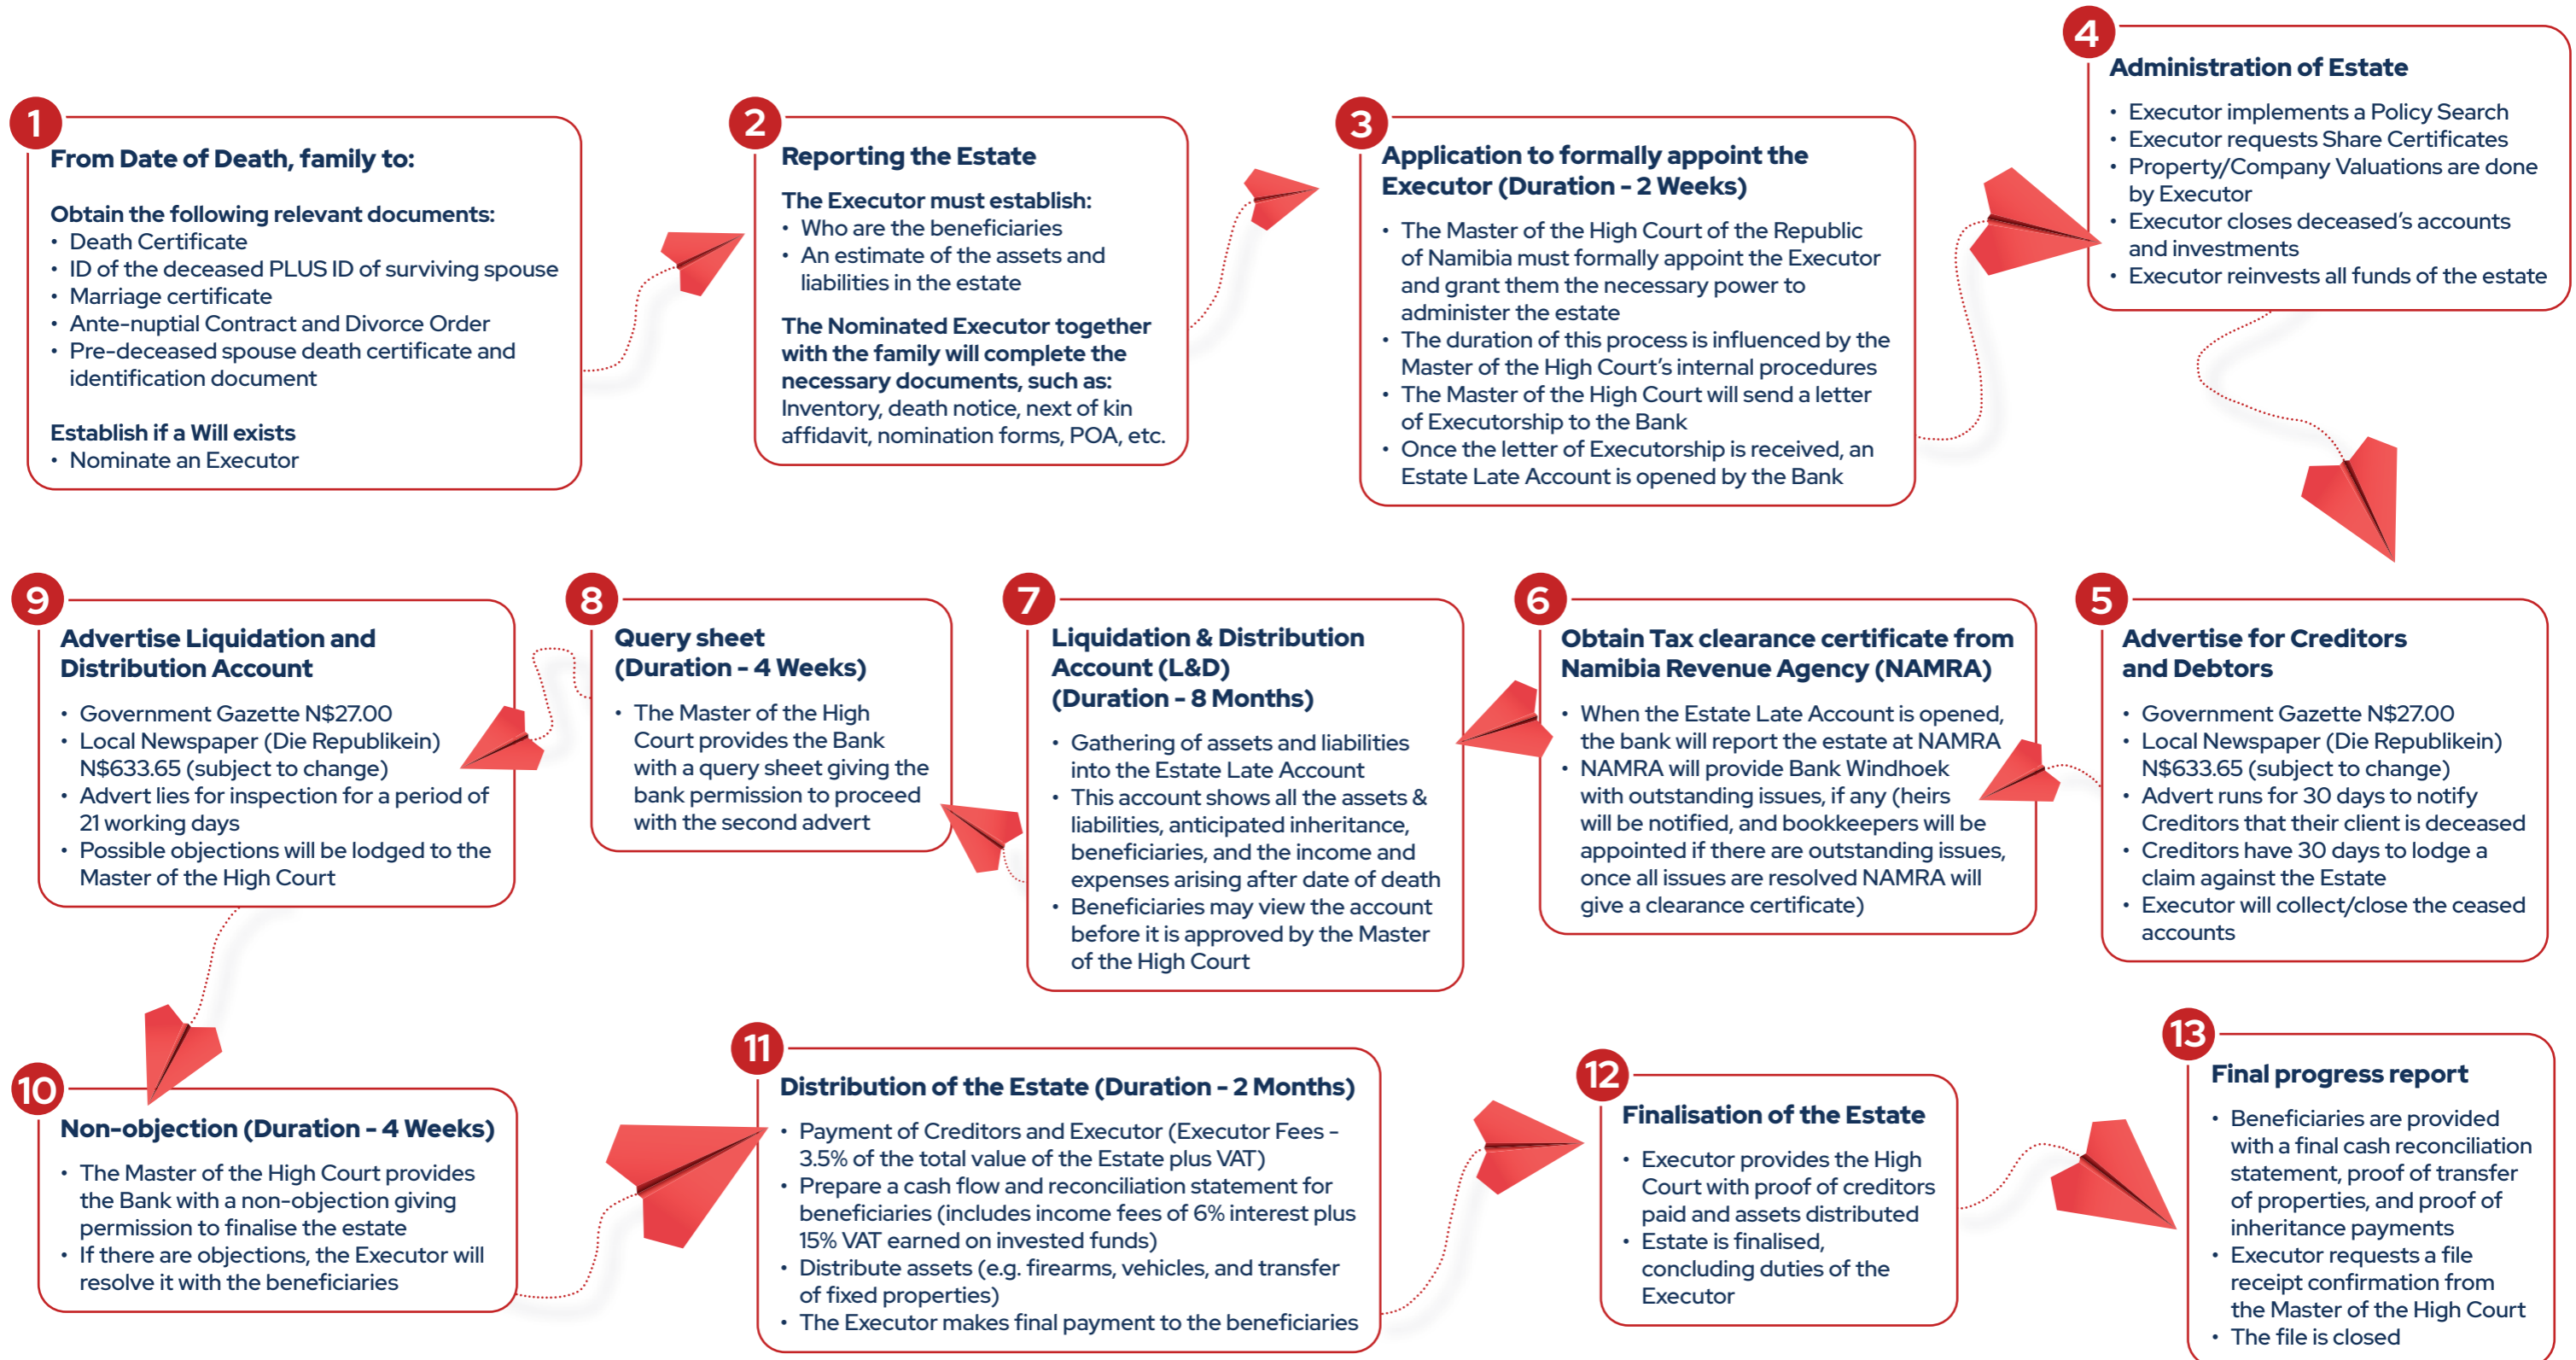 1
From Date of Death, family to:
Obtain the following relevant documents:
• Death Certificate
• ID of the deceased PLUS ID of surviving spouse
• Marriage certificate
• Ante-nuptial Contract and Divorce Order
• Pre-deceased spouse death certificate and
identification document
Establish if a Will exists
• Nominate an Executor
2
Reporting the Estate
The Executor must establish:
• Who are the beneficiaries
• An estimate of the assets and
liabilities in the estate
The Nominated Executor together
with the family will complete the
necessary documents, such as:
Inventory, death notice, next of kin
affidavit, nomination forms, POA, etc.
3
Application to formally appoint the
Executor (Duration - 2 Weeks)
• The Master of the High Court of the Republic
of Namibia must formally appoint the Executor
and grant them the necessary power to
administer the estate
• The duration of this process is influenced by the
Master of the High Court's internal procedures
• The Master of the High Court will send a letter
of Executorship to the Bank
• Once the letter of Executorship is received, an
Estate Late Account is opened by the Bank
4
Administration of Estate
• Executor implements a Policy Search
• Executor requests Share Certificates
• Property/Company Valuations are done
by Executor
• Executor closes deceased's accounts
and investments
• Executor reinvests all funds of the estate
5
Advertise for Creditors
and Debtors
• Government Gazette N$27.00
• Local Newspaper (Die Republikein)
N$633.65 (subject to change)
• Advert runs for 30 days to notify
Creditors that their client is deceased
• Creditors have 30 days to lodge a
claim against the Estate
• Executor will collect/close the ceased
accounts
6
Obtain Tax clearance certificate from
Namibia Revenue Agency (NAMRA)
• When the Estate Late Account is opened,
the bank will report the estate at NAMRA
• NAMRA will provide Bank Windhoek
with outstanding issues, if any (heirs
will be notified, and bookkeepers will be
appointed if there are outstanding issues,
once all issues are resolved NAMRA will
give a clearance certificate)
7
Liquidation & Distribution
Account (L&D)
(Duration - 8 Months)
• Gathering of assets and liabilities
into the Estate Late Account
• This account shows all the assets &
liabilities, anticipated inheritance,
beneficiaries, and the income and
expenses arising after date of death
• Beneficiaries may view the account
before it is approved by the Master
of the High Court
8
Query sheet
(Duration - 4 Weeks)
• The Master of the High
Court provides the Bank
with a query sheet giving the
bank permission to proceed
with the second advert
9
Advertise Liquidation and
Distribution Account
• Government Gazette N$27.00
• Local Newspaper (Die Republikein)
N$633.65 (subject to change)
• Advert lies for inspection for a period of
21 working days
• Possible objections will be lodged to the
Master of the High Court
10
Non-objection (Duration - 4 Weeks)
• The Master of the High Court provides
the Bank with a non-objection giving
permission to finalise the estate
• If there are objections, the Executor will
resolve it with the beneficiaries
11
Distribution of the Estate (Duration - 2 Months)
• Payment of Creditors and Executor (Executor Fees -
3.5% of the total value of the Estate plus VAT)
• Prepare a cash flow and reconciliation statement for
beneficiaries (includes income fees of 6% interest plus
15% VAT earned on invested funds)
• Distribute assets (e.g. firearms, vehicles, and transfer
of fixed properties)
• The Executor makes final payment to the beneficiaries
12
Finalisation of the Estate
• Executor provides the High
Court with proof of creditors
paid and assets distributed
• Estate is finalised,
concluding duties of the
Executor
13
Final progress report
• Beneficiaries are provided
with a final cash reconciliation
statement, proof of transfer
of properties, and proof of
inheritance payments
• Executor requests a file
receipt confirmation from
the Master of the High Court
• The file is closed